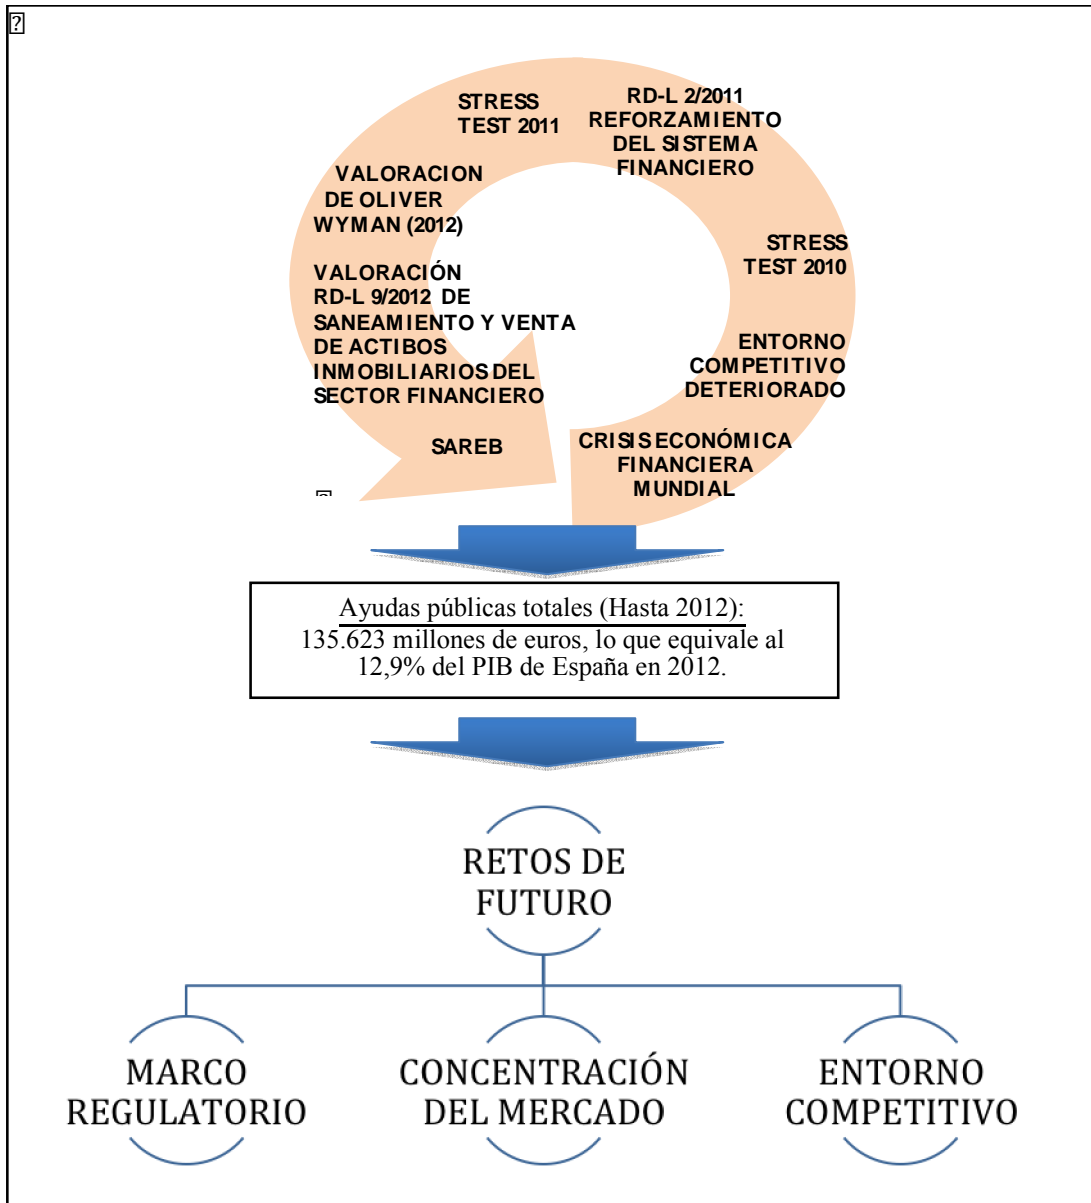 STRESS
TEST 2011
RD-L 2/2011
REFORZAMIENTO
DEL SISTEMA
FINANCIERO
VALORACION
DE OLIVER
WYMAN (2012)
STRESS
TEST 2010
VALORACIÓN
RD-L 9/2012 DE
SANEAMIENTO Y VENTA
DE ACTIBOS
INMOBILIARIOS DEL
SECTOR FINANCIERO
ENTORNO
COMPETITIVO
DETERIORADO
SAREB
CRISIS ECONÓMICA
FINANCIERA
MUNDIAL
Ayudas públicas totales (Hasta 2012):
135.623 millones de euros, lo que equivale al
12,9% del PIB de España en 2012.
RETOS DE
FUTURO
MARCO
REGULATORIO
CONCENTRACIÓN
DEL MERCADO
ENTORNO
COMPETITIVO